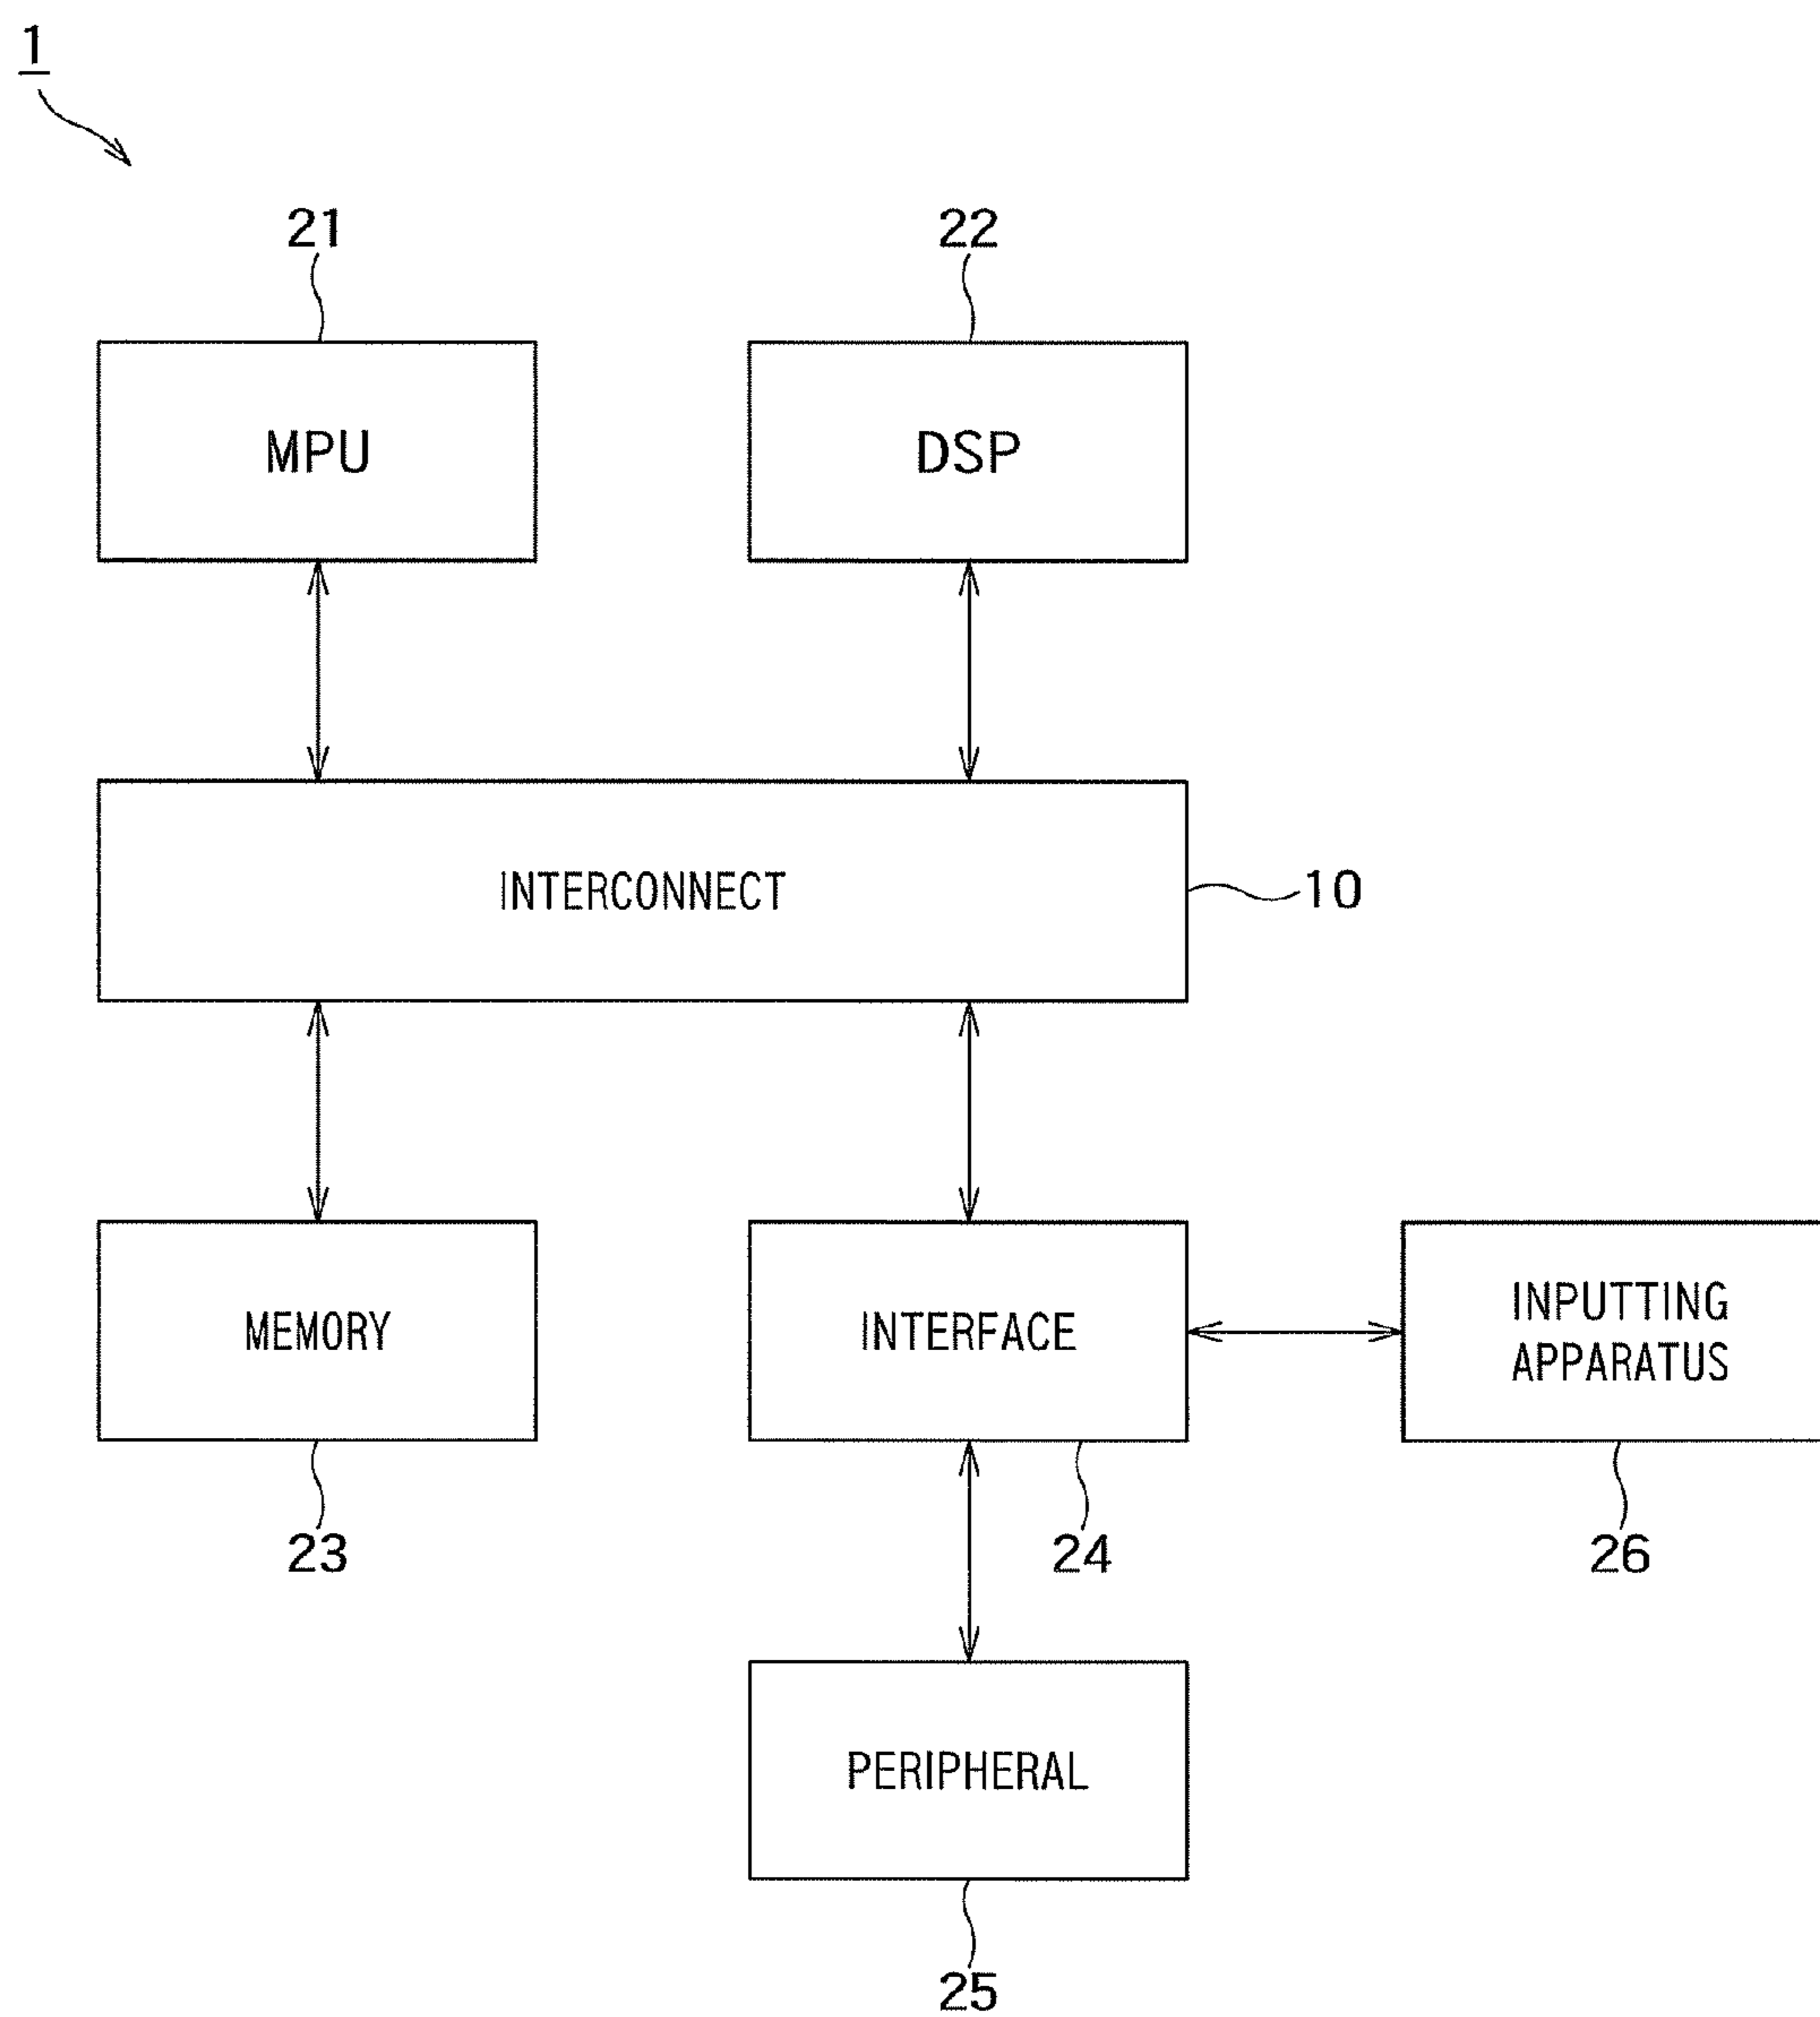 1
21
22
MPU
DSP
INTERCONNECT
10
MEMORY
INTERFACE
INPUTTING
APPARATUS
23
24
26
PERIPHERAL
25